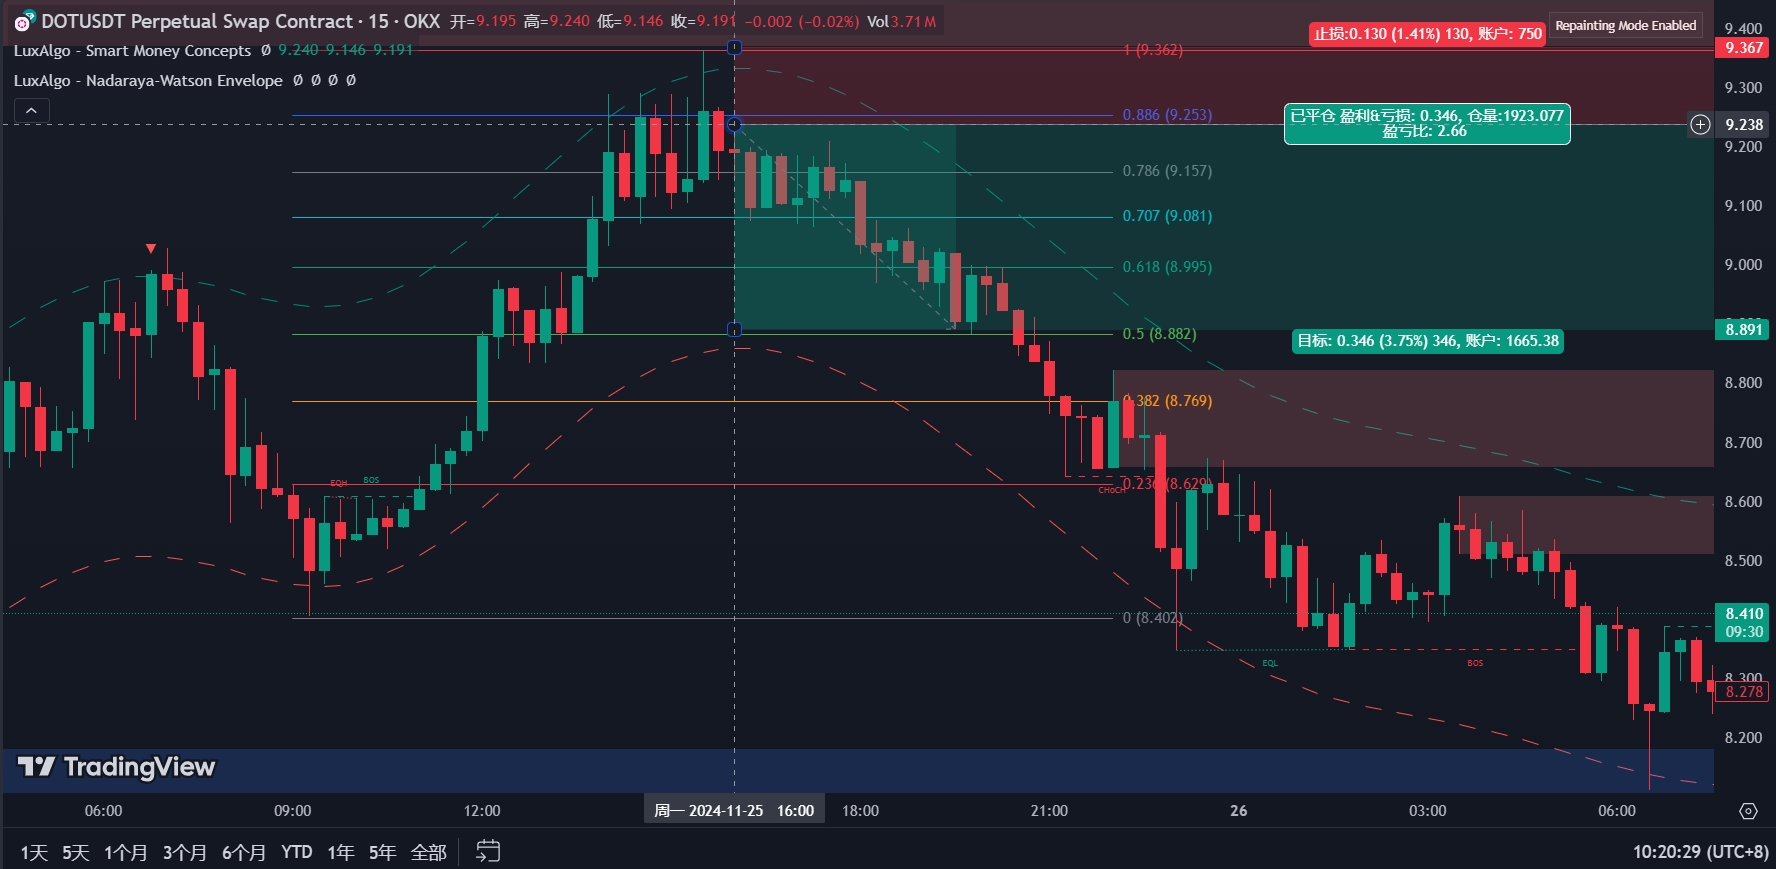 DOTUSDT Perpetual Swap Contract · 15 · OKX 开=9.195 高=9.240 低=9.146 收=9.191 −0.002 (−0.02%) Vol3.71 M
LuxAlgo - Smart Money Concepts Ø 9.240 9.146 9.191
LuxAlgo - Nadaraya-Watson Envelope Ø Ø Ø Ø
止损:0.130 (1.41%) 130, 账户: 750
Repainting Mode Enabled
1 (9.362)
0.886 (9.253)
已平仓 盈利&亏损: 0.346, 仓量:1923.077
盈亏比: 2.66
0.786 (9.157)
0.707 (9.081)
0.618 (8.995)
0.5 (8.882)
目标: 0.346 (3.75%) 346, 账户: 1665.38
0.382 (8.769)
EQH
BOS
CHoCH
0.236 (8.629)
0 (8.402)
EQL
BOS
9.400
9.367
9.300
9.238
9.200
9.100
9.000
8.891
8.800
8.700
8.600
8.500
8.410
09:30
8.300
8.278
8.200
TradingView
06:00
09:00
12:00
周一 2024-11-25 16:00
18:00
21:00
26
03:00
06:00
1天 5天 1个月 3个月 6个月 YTD 1年 5年 全部
10:20:29 (UTC+8)